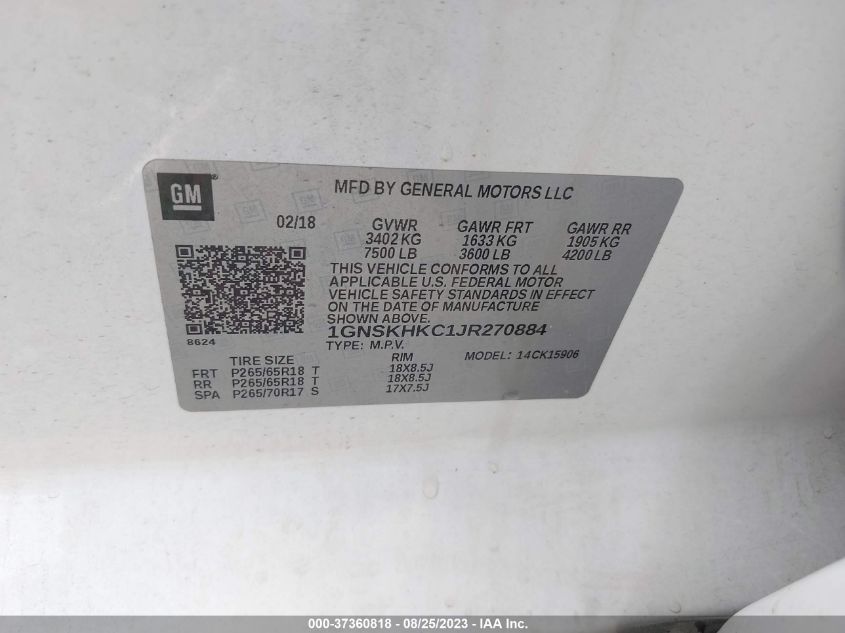 GM
MFD BY GENERAL MOTORS LLC
02/18 GVWR GAWR FRT GAWR RR
3402 KG 1633 KG 1905 KG
7500 LB 3600 LB 4200 LB
THIS VEHICLE CONFORMS TO ALL
APPLICABLE U.S. FEDERAL MOTOR
VEHICLE SAFETY STANDARDS IN EFFECT
ON THE DATE OF MANUFACTURE
SHOWN ABOVE.
1GNSKHKC1JR270884
8624
TYPE: M.P.V. MODEL: 14CK15906
TIRE SIZE RIM
FRT P265/65R18 T 18X8.5J
RR P265/65R18 T 18X8.5J
SPA P265/70R17 S 17X7.5J
000-37360818 - 08/25/2023 - IAA Inc.